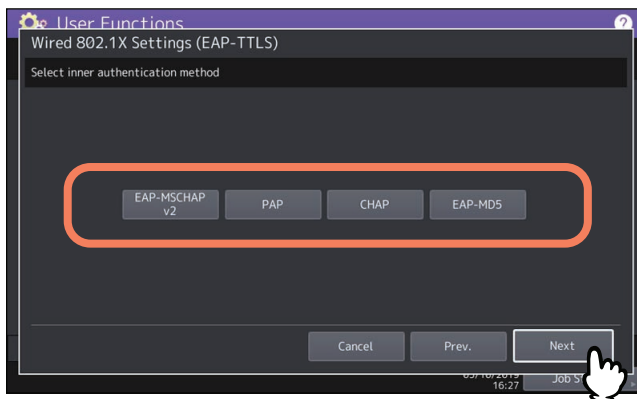 User Functions
?
Wired 802.1X Settings (EAP-TTLS)
Select inner authentication method
EAP-MSCHAP
v2
PAP
CHAP
EAP-MD5
Cancel
Prev.
Next
16:27
Job